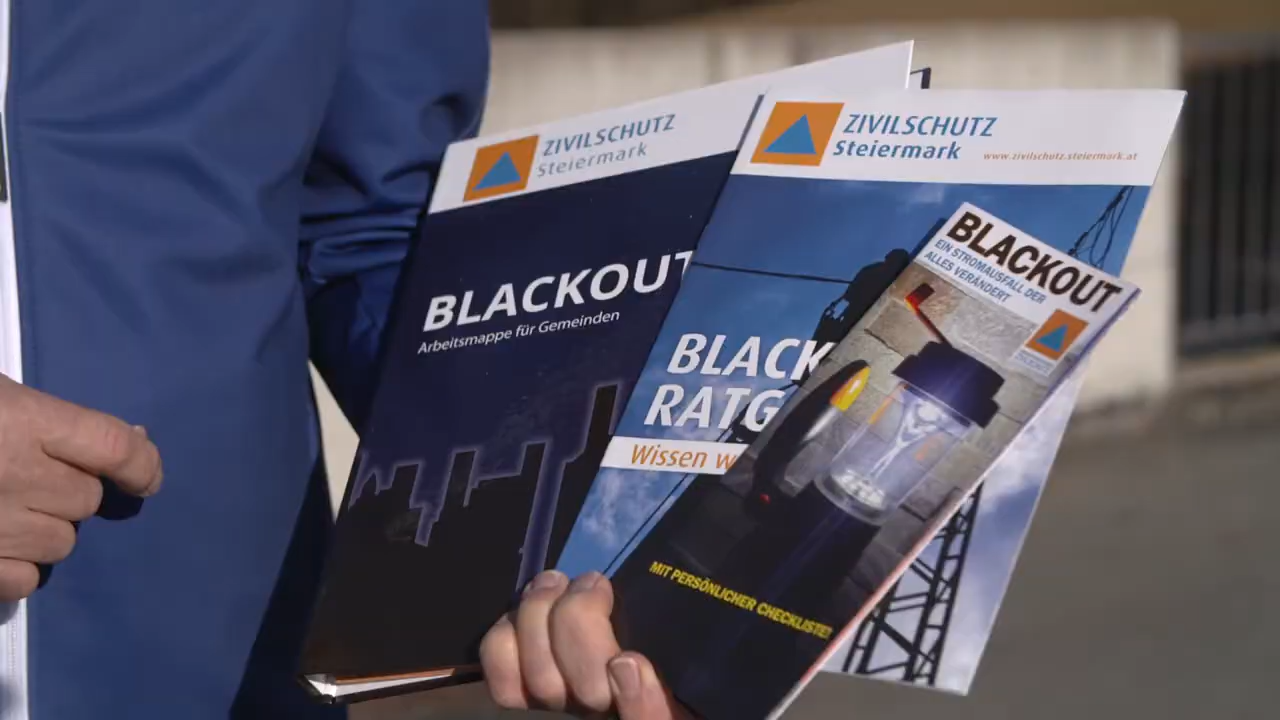 ZIVILSCHUTZ
Steiermark
BLACKOUT
Arbeitsmappe für Gemeinden
ZIVILSCHUTZ
Steiermark
www.zivilschutz.steiermark.at
BLACK
RATG
Wissen w
BLACKOUT
EIN STROMAUSFALL DER
ALLES VERÄNDERT
MIT PERSÖNLICHER CHECKLISTE!